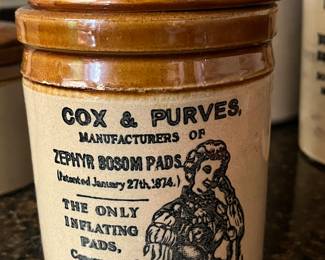 COX & PURVES,
MANUFACTURERS OF
ZEPHYR BOSOM PADS.
(Patented January 27th, 1874.)
THE ONLY
INFLATING
PADS,